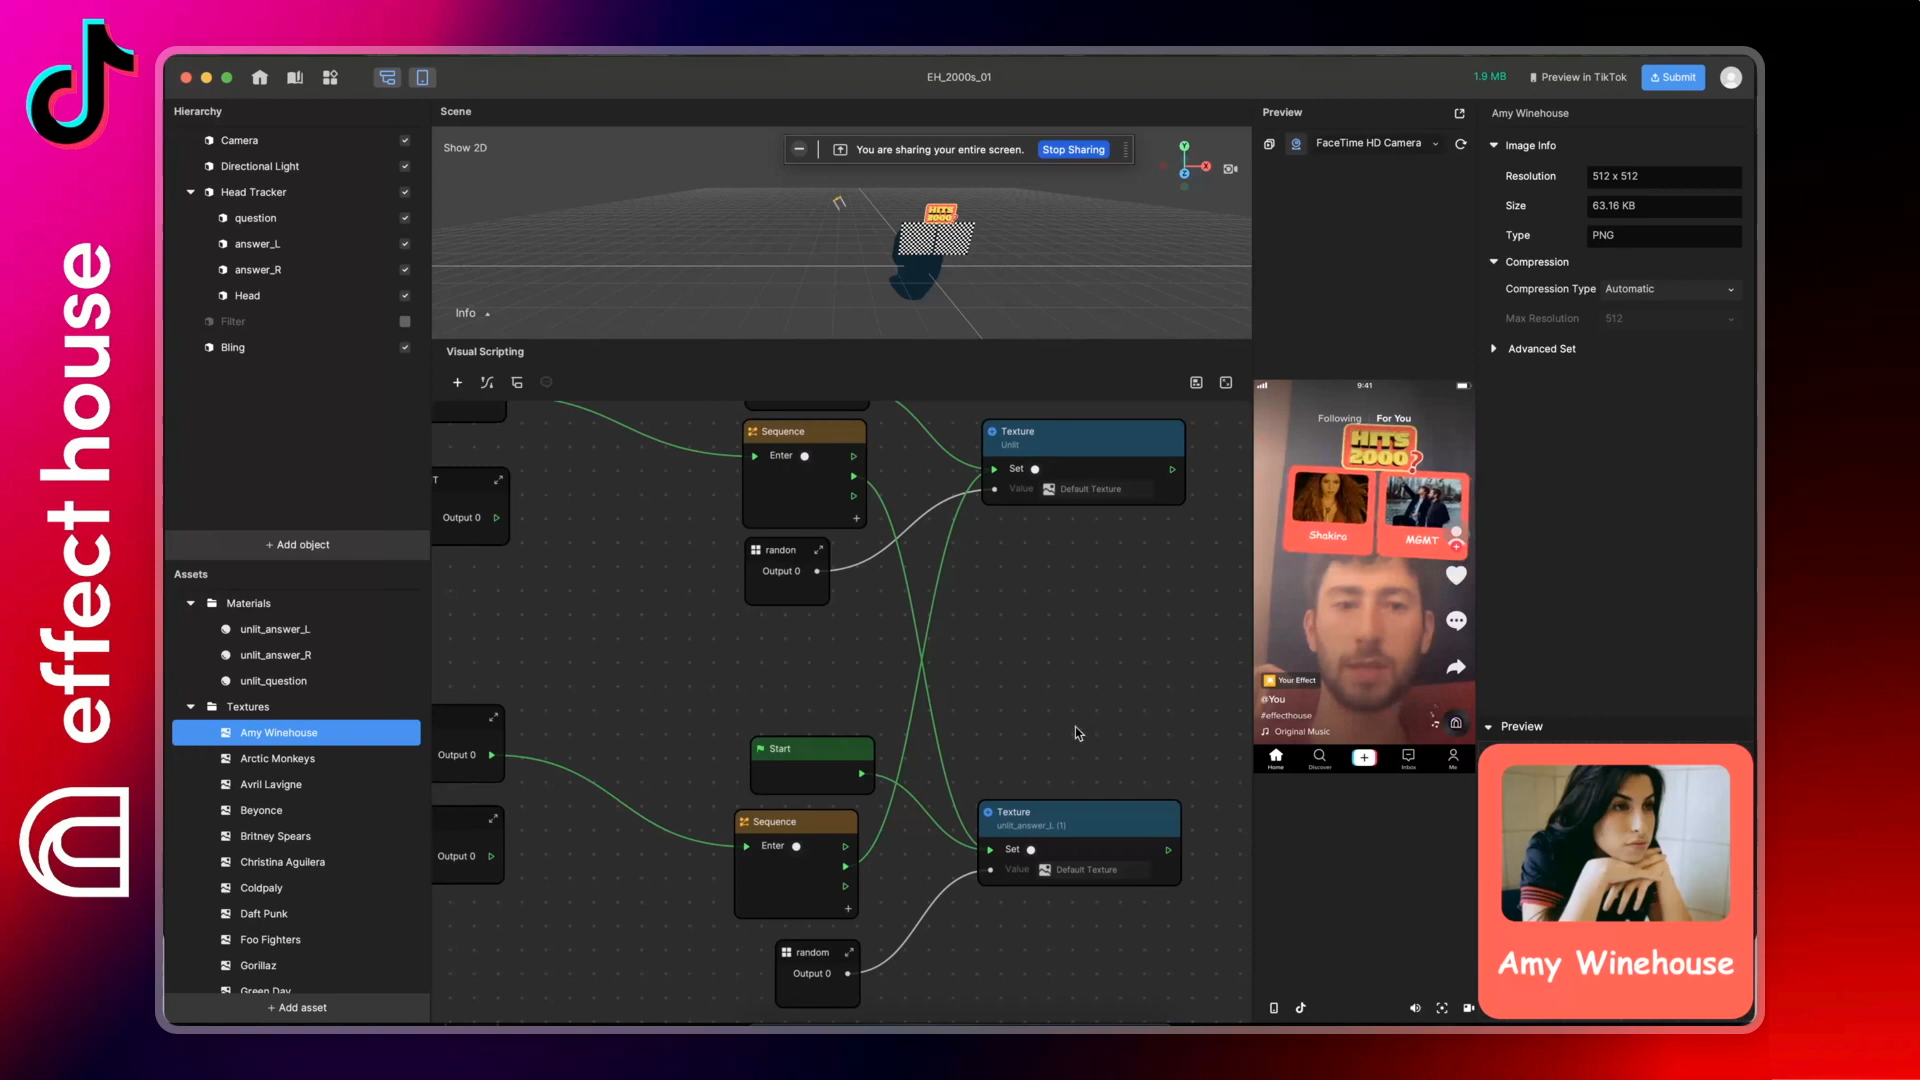 effect house
EH_2000s_01
1.9 MB
Preview in TikTok
Submit
Hierarchy
Camera
Directional Light
Head Tracker
question
answer_L
answer_R
Head
Filter
Bling
+ Add object
Assets
Materials
unlit_answer_L
unlit_answer_R
unlit_question
Textures
Amy Winehouse
Arctic Monkeys
Avril Lavigne
Beyonce
Britney Spears
Christina Aguilera
Coldpaly
Daft Punk
Foo Fighters
Gorillaz
Green Day
+ Add asset
Scene
Show 2D
You are sharing your entire screen.
Stop Sharing
Y
X
Z
HITS
2000
Info
Visual Scripting
T
Output 0
Output 0
Output 0
Sequence
Enter
randon
Output 0
Texture
Unlit
Set
Value
Default Texture
Start
Sequence
Enter
random
Output 0
Texture
unlit_answer_L (1)
Set
Value
Default Texture
Preview
FaceTime HD Camera
9:41
Following
For You
HITS
2000?
Shakira
MGMT
Your Effect
@You
#effecthouse
Original Music
Home
Discover
Inbox
Me
Amy Winehouse
Image Info
Resolution
512 x 512
Size
63.16 KB
Type
PNG
Compression
Compression Type
Automatic
Max Resolution
512
Advanced Set
Preview
Amy Winehouse